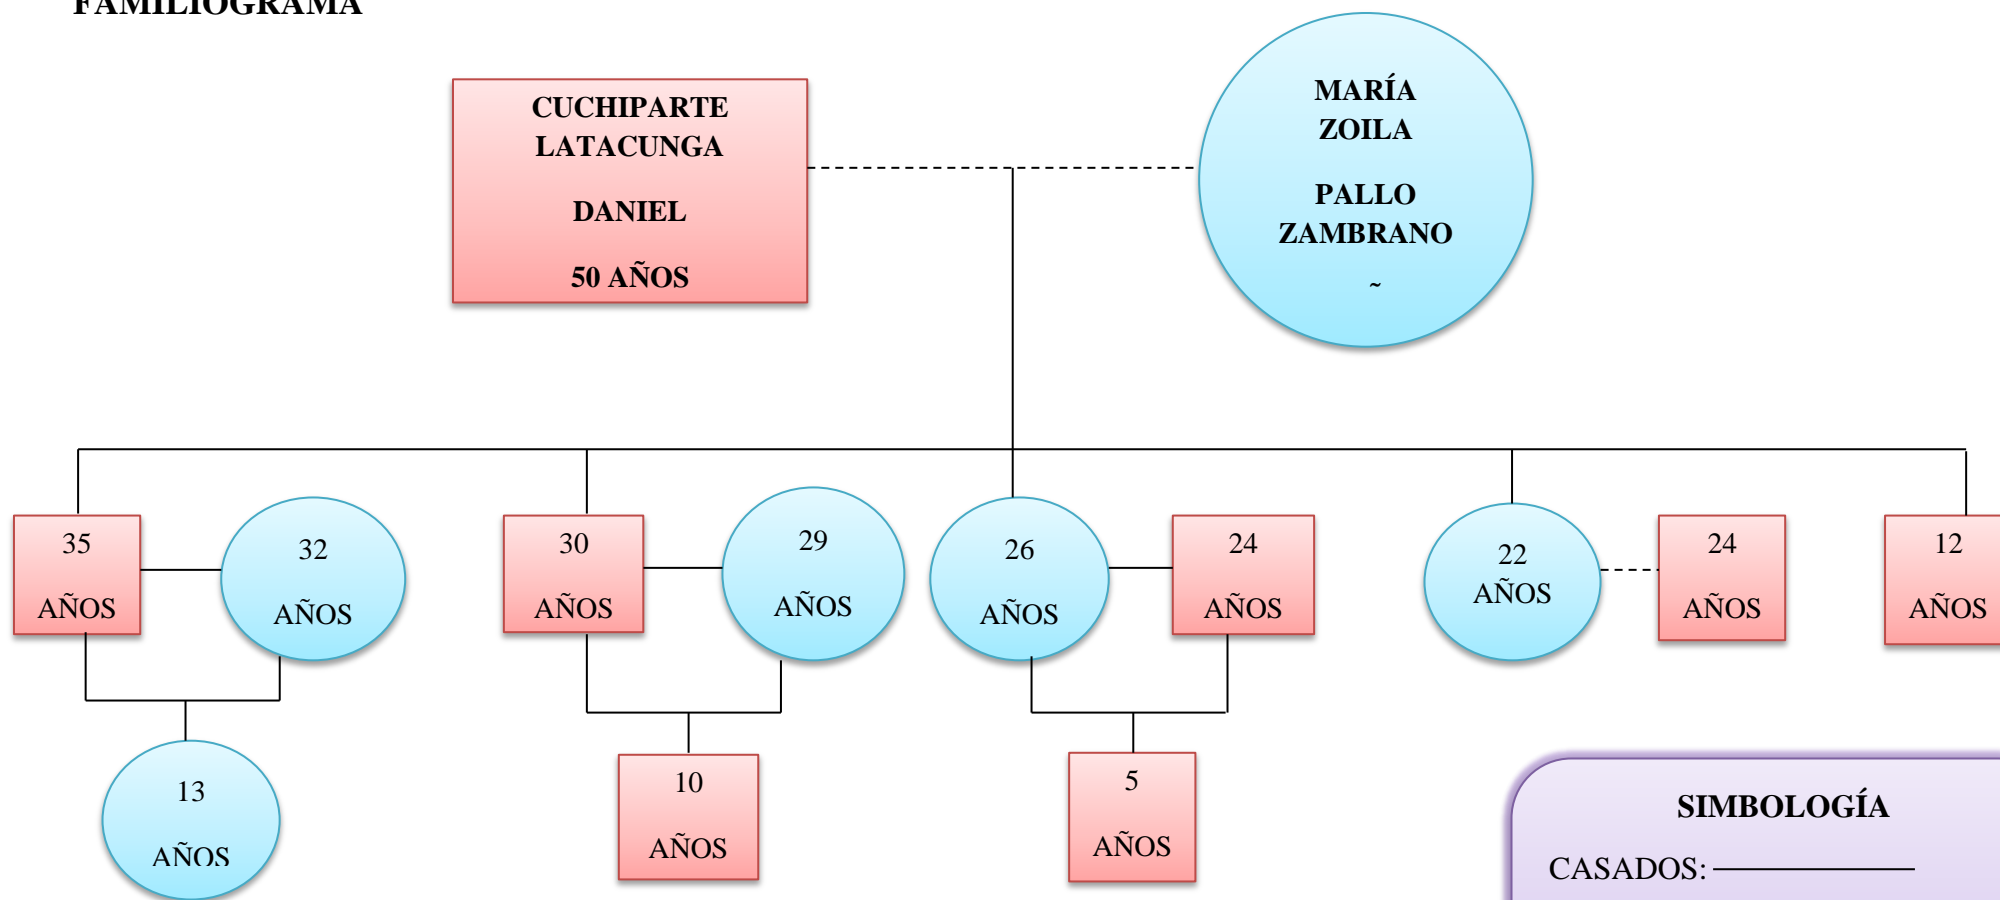 FAMILIOGRAMA
CUCHIPARTE
LATACUNGA
DANIEL
50 AÑOS
MARÍA
ZOILA
PALLO
ZAMBRANO
35
AÑOS
32
AÑOS
30
AÑOS
29
AÑOS
26
AÑOS
24
AÑOS
22
AÑOS
24
AÑOS
12
AÑOS
13
AÑOS
10
AÑOS
5
AÑOS
SIMBOLOGÍA
CASADOS: